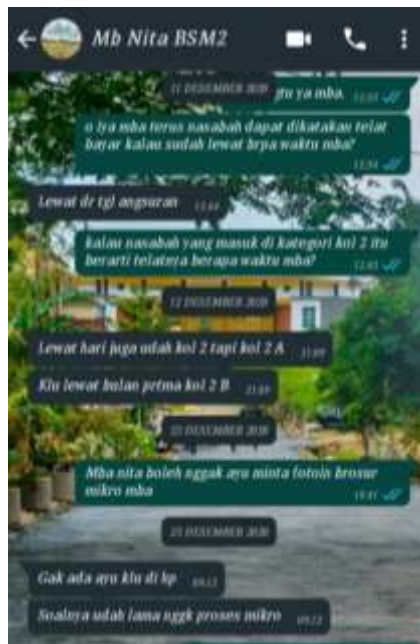 Mb Nita BSM2
11 DESEMBER 2020
gtu ya mba.
o iya mba terus nasabah dapat dikatakan telat
bayar kalau sudah lewat brpa waktu mba?
Lewat dr tgl angsuran
kalau nasabah yang masuk di kategori kol 2 itu
berarti telatnya berapa waktu mba?
12 DESEMBER 2020
Lewat hari juga udah kol 2 tapi kol 2 A
Klu lewat bulan prtma kol 2 B
DESEMBER 2020
Mba nita boleh nggak ayu minta fotoin brosur
mikro mba
DESEMBER 2020
Gak ada ayu klu di hp
Soalnya udah lama nggk proses mikro